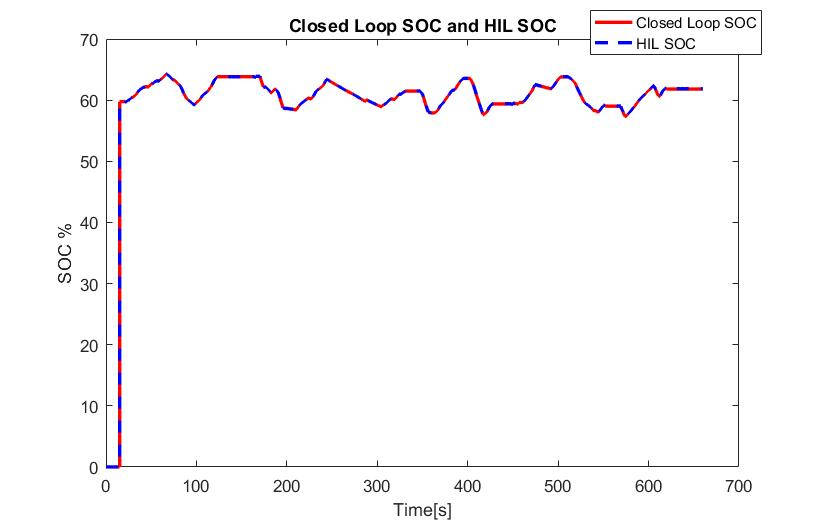 Closed Loop SOC and HIL SOC
Closed Loop SOC
HIL SOC
70
60
50
40
30
20
10
0
SOC %
0 100 200 300 400 500 600 700
Time[s]